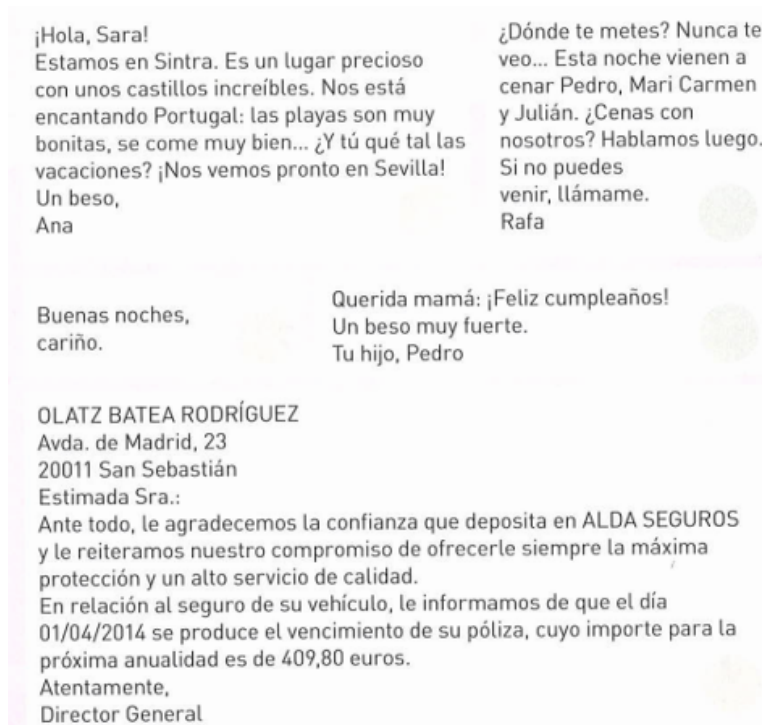 ¡Hola, Sara!
Estamos en Sintra. Es un lugar precioso
con unos castillos increíbles. Nos está
encantando Portugal: las playas son muy
bonitas, se come muy bien... ¿Y tú qué tal las
vacaciones? ¡Nos vemos pronto en Sevilla!
Un beso,
Ana
¿Dónde te metes? Nunca te
veo... Esta noche vienen a
cenar Pedro, Mari Carmen
y Julián. ¿Cenas con
nosotros? Hablamos luego.
Si no puedes
venir, llámame.
Rafa
Buenas noches,
cariño.
Querida mamá: ¡Feliz cumpleaños!
Un beso muy fuerte.
Tu hijo, Pedro
OLATZ BATEA RODRÍGUEZ
Avda. de Madrid, 23
20011 San Sebastián
Estimada Sra.:
Ante todo, le agradecemos la confianza que deposita en ALDA SEGUROS
y le reiteramos nuestro compromiso de ofrecerle siempre la máxima
protección y un alto servicio de calidad.
En relación al seguro de su vehículo, le informamos de que el día
01/04/2014 se produce el vencimiento de su póliza, cuyo importe para la
próxima anualidad es de 409,80 euros.
Atentamente,
Director General